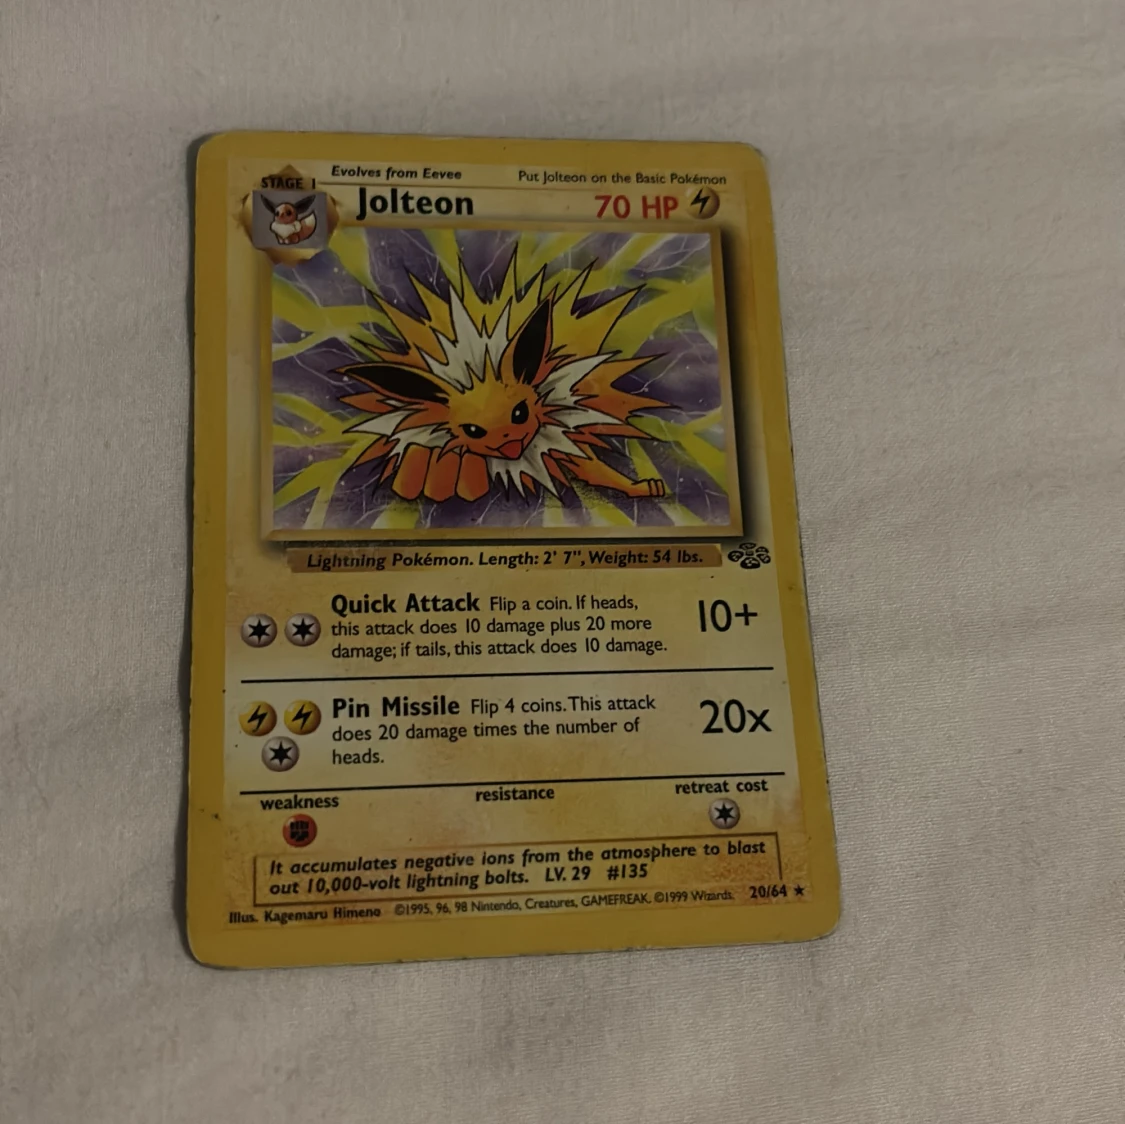 STAGE 1
Evolves from Eevee
Put Jolteon on the Basic Pokémon
Jolteon
70 HP
Lightning Pokémon. Length: 2' 7", Weight: 54 lbs.
Quick Attack Flip a coin. If heads,
this attack does 10 damage plus 20 more
damage; if tails, this attack does 10 damage.
10+
Pin Missile Flip 4 coins. This attack
does 20 damage times the number of
heads.
20x
weakness
resistance
retreat cost
It accumulates negative ions from the atmosphere to blast
out 10,000-volt lightning bolts. LV. 29 #135
Illus. Kagemaru Himeno ©1995, 96, 98 Nintendo, Creatures, GAMEFREAK. ©1999 Wizards. 20/64 ★